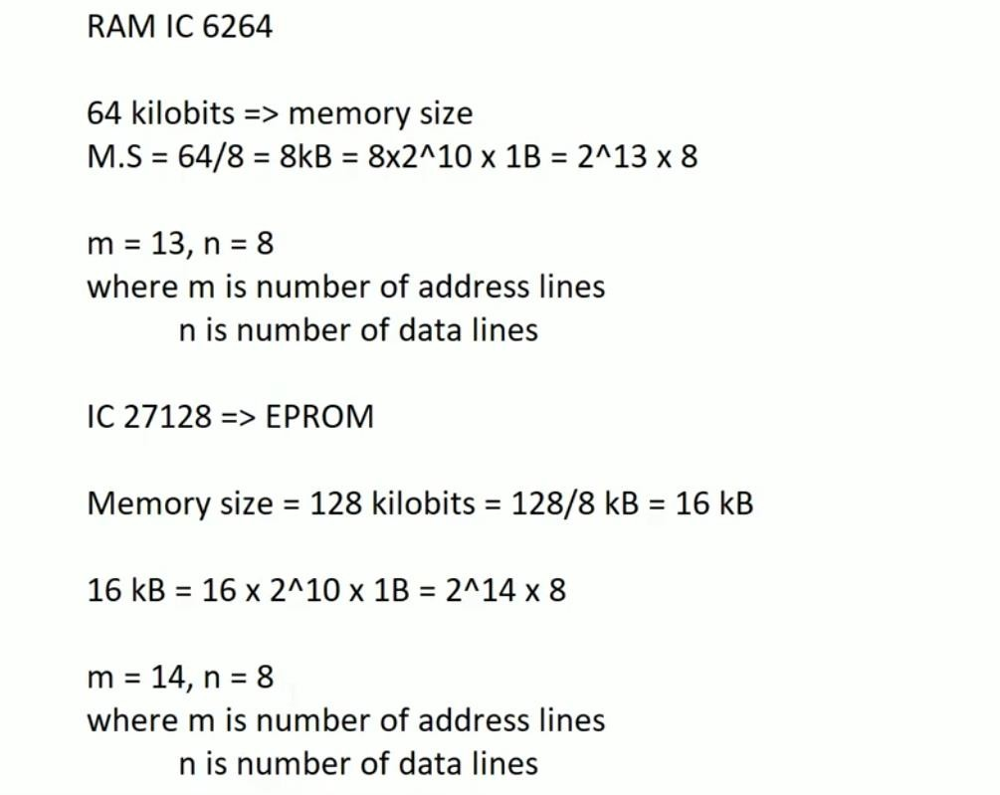 RAM IC 6264
64 kilobits => memory size
M.S = 64/8 = 8kB = 8x2^10 x 1B = 2^13 x 8
m = 13, n = 8
where m is number of address lines
n is number of data lines
IC 27128 => EPROM
Memory size = 128 kilobits = 128/8 kB = 16 kB
16 kB = 16 x 2^10 x 1B = 2^14 x 8
m = 14, n = 8
where m is number of address lines
n is number of data lines